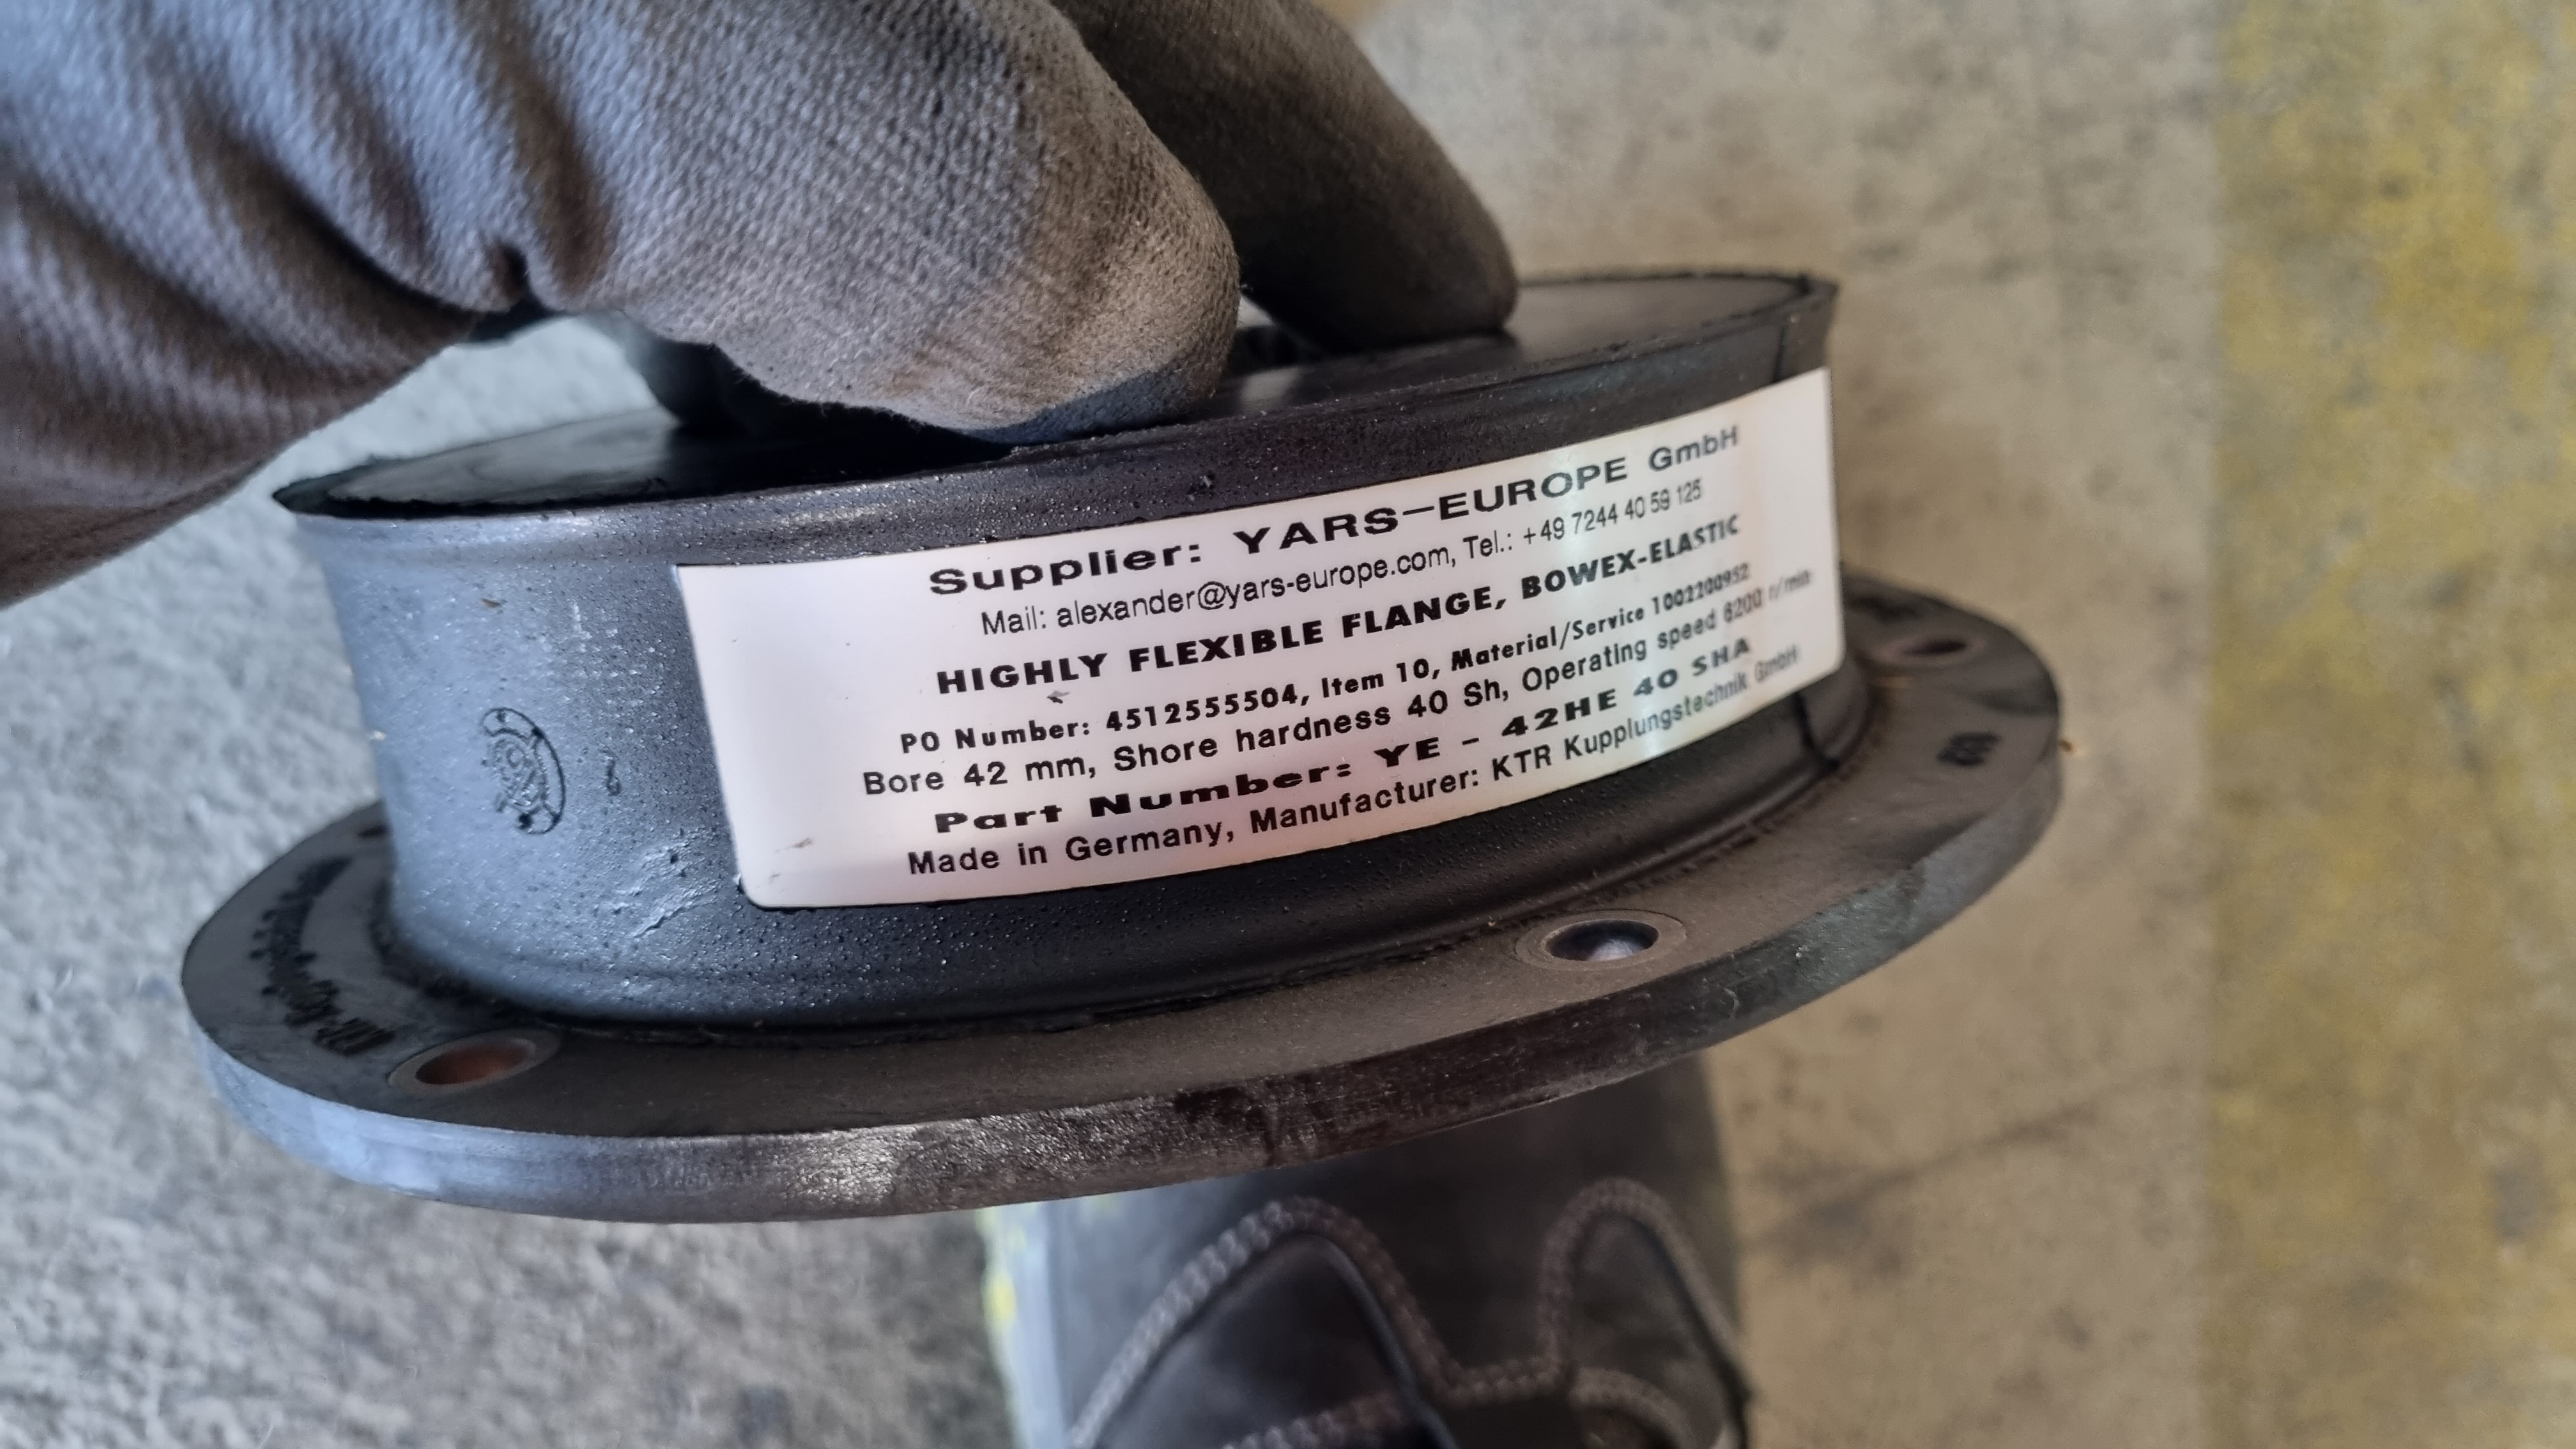 Supplier: YARS-EUROPE GmbH
Mail: alexander@yars-europe.com, Tel.: +49 7244 40 59 125
HIGHLY FLEXIBLE FLANGE, BOWEX-ELASTIC
PO Number: 4512555504, Item 10, Material/Service 1002200952
Bore 42 mm, Shore hardness 40 Sh, Operating speed 6200 r/min
Part Number: YE - 42HE 40 SHA
Made in Germany, Manufacturer: KTR Kupplungstechnik GmbH